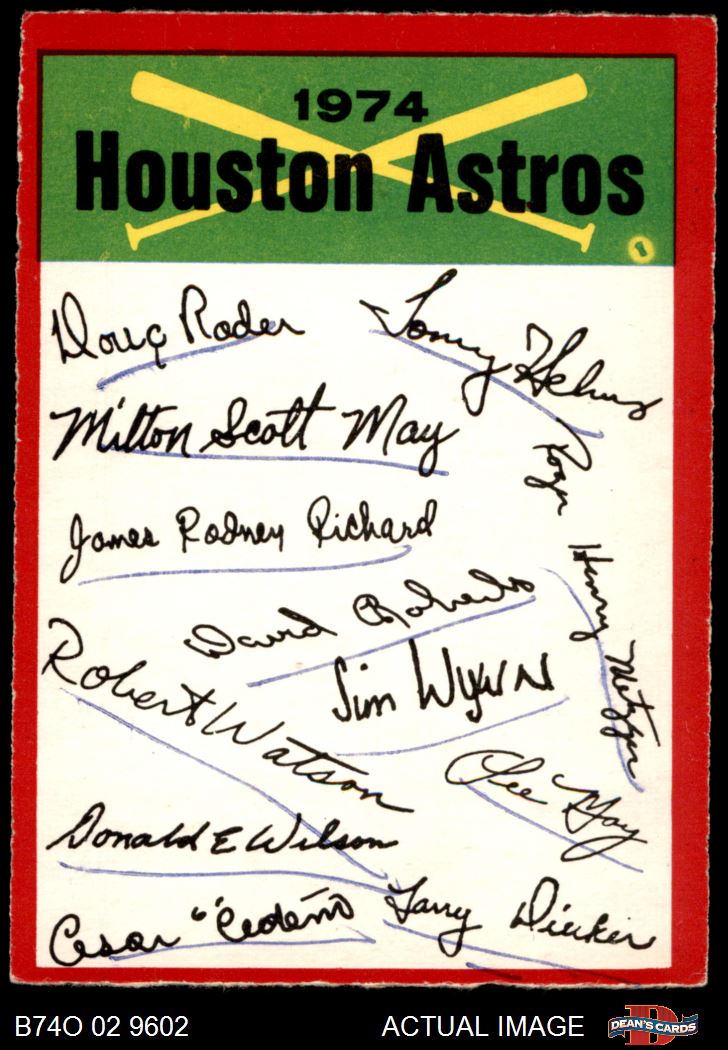 1974
Houston Astros
Doug Rader
Tommy Helms
Milton Scott May
Roger Henry Metzger
James Rodney Richard
David Roberts
Jim Wynn
Robert Watson
Lee May
Donald E Wilson
Cesar "Cedeño
Larry Dierker
B74O 02 9602
ACTUAL IMAGE
D
DEAN'S CARDS